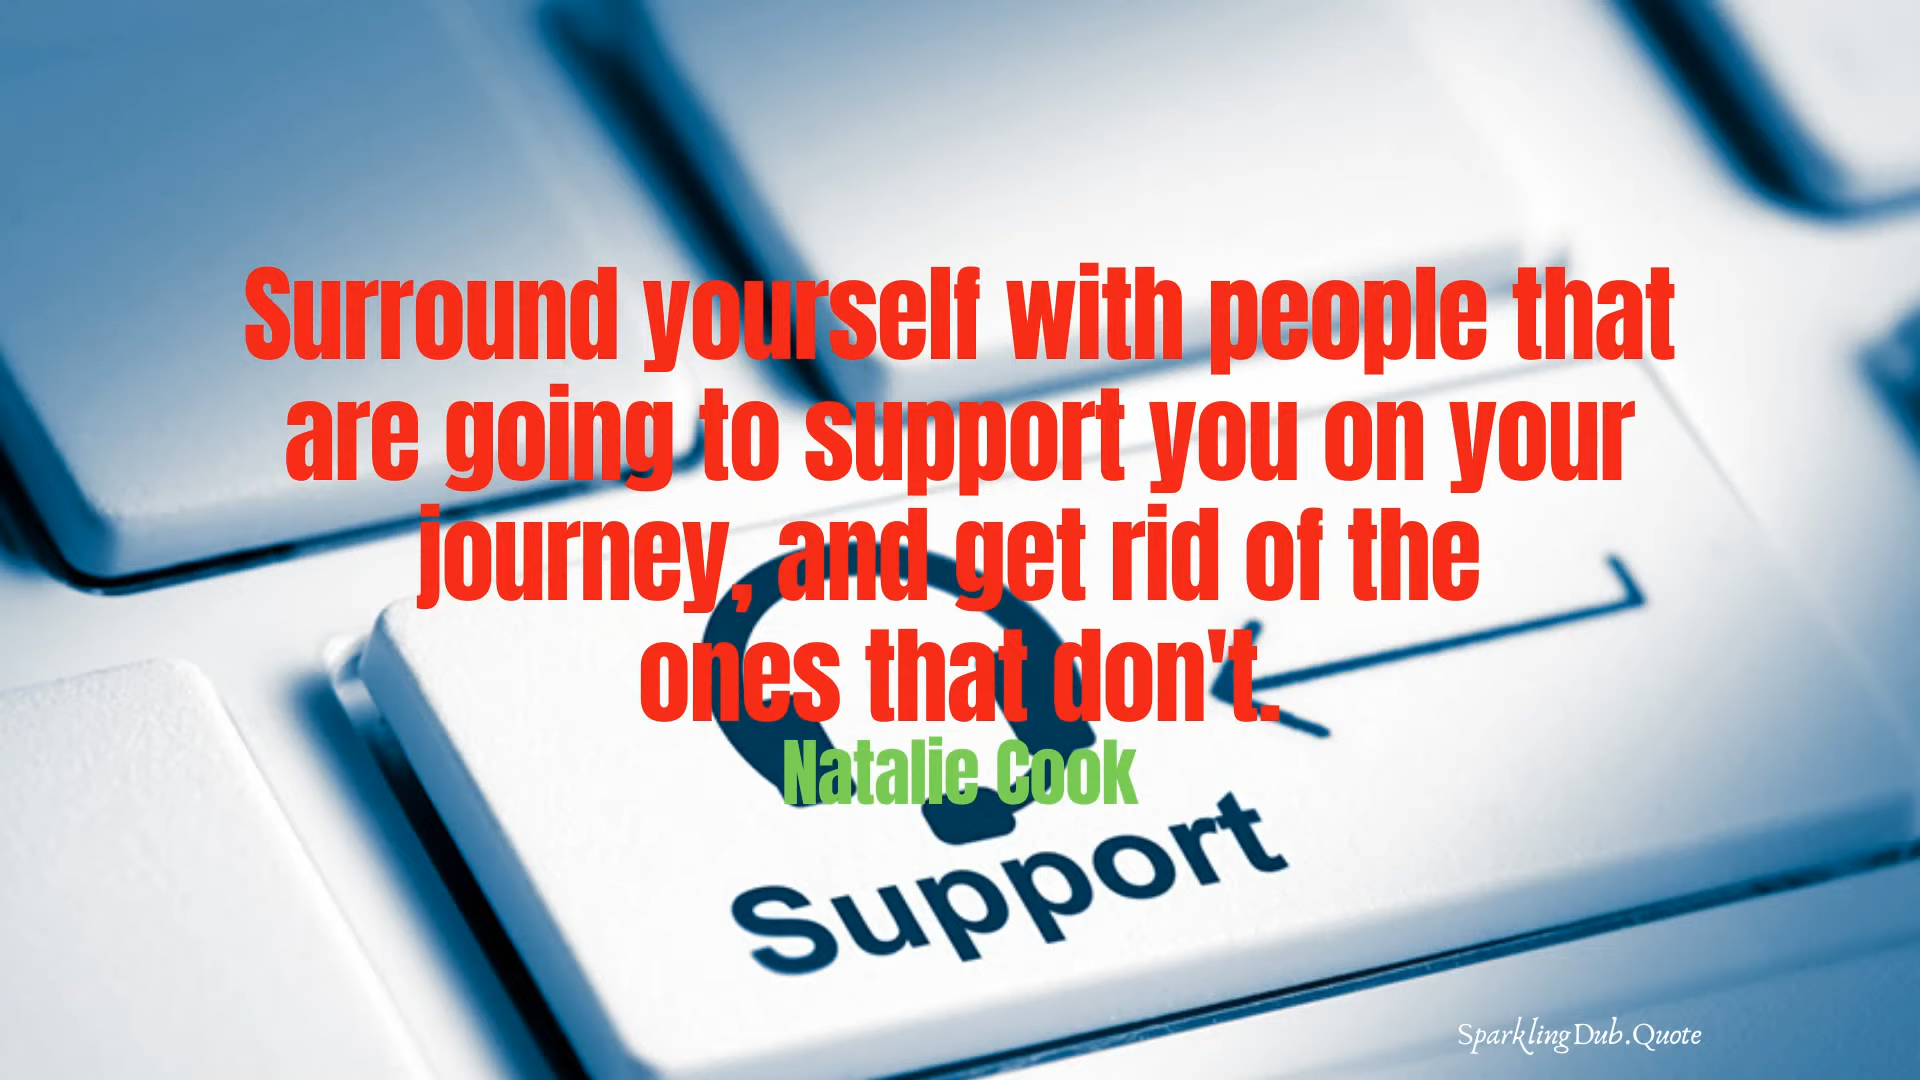 Surround yourself with people that
are going to support you on your
journey, and get rid of the
ones that don't.
Natalie Cook
Support
SparklingDub.Quote